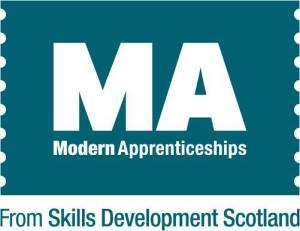 MA
Modern Apprenticeships
From Skills Development Scotland